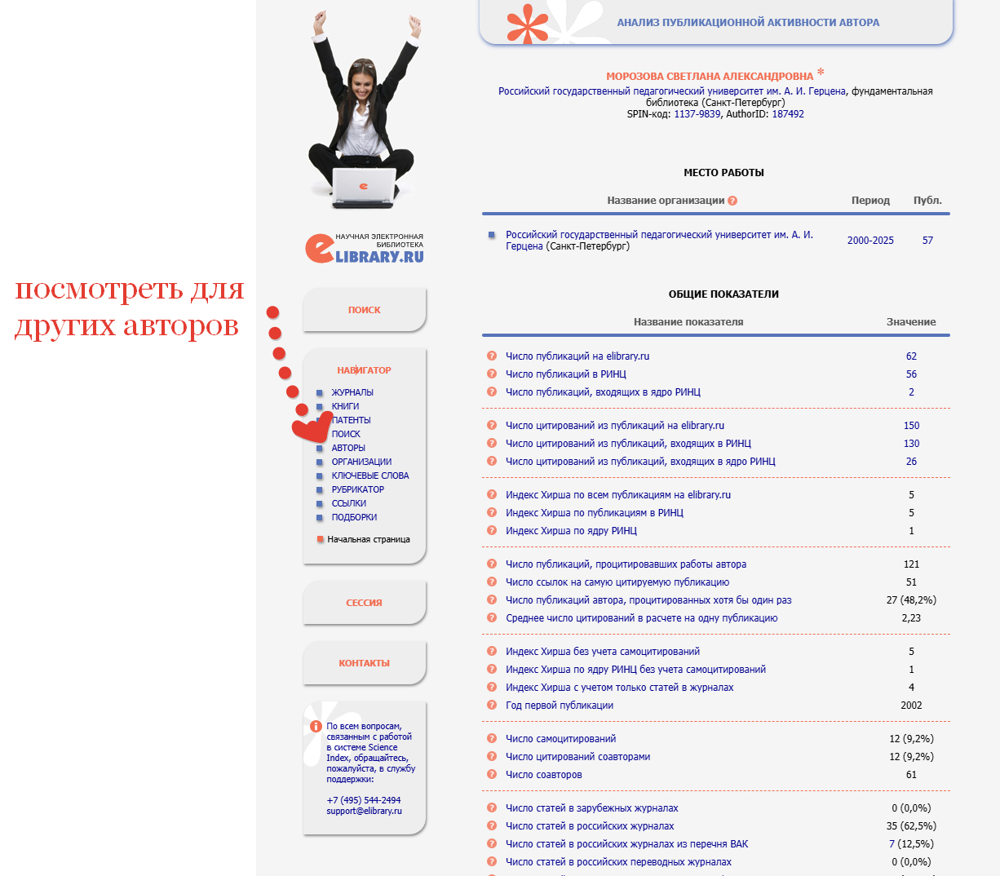 АНАЛИЗ ПУБЛИКАЦИОННОЙ АКТИВНОСТИ АВТОРА
МОРОЗОВА СВЕТЛАНА АЛЕКСАНДРОВНА *
Российский государственный педагогический университет им. А. И. Герцена, фундаментальная
библиотека (Санкт-Петербург)
SPIN-код: 1137-9839, AuthorID: 187492
МЕСТО РАБОТЫ
Название организации ? Период Публ.
Российский государственный педагогический университет им. А. И.
Герцена (Санкт-Петербург) 2000-2025 57
e
НАУЧНАЯ ЭЛЕКТРОННАЯ
БИБЛИОТЕКА
eLIBRARY.RU
посмотреть для
других авторов
ПОИСК
НАВИГАТОР
ЖУРНАЛЫ
КНИГИ
ПАТЕНТЫ
ПОИСК
АВТОРЫ
ОРГАНИЗАЦИИ
КЛЮЧЕВЫЕ СЛОВА
РУБРИКАТОР
ССЫЛКИ
ПОДБОРКИ
Начальная страница
СЕССИЯ
КОНТАКТЫ
По всем вопросам,
связанным с работой
в системе Science
Index, обращайтесь,
пожалуйста, в службу
поддержки:
+7 (495) 544-2494
support@elibrary.ru
ОБЩИЕ ПОКАЗАТЕЛИ
Название показателя Значение
? Число публикаций на elibrary.ru 62
? Число публикаций в РИНЦ 56
? Число публикаций, входящих в ядро РИНЦ 2
? Число цитирований из публикаций на elibrary.ru 150
? Число цитирований из публикаций, входящих в РИНЦ 130
? Число цитирований из публикаций, входящих в ядро РИНЦ 26
? Индекс Хирша по всем публикациям на elibrary.ru 5
? Индекс Хирша по публикациям в РИНЦ 5
? Индекс Хирша по ядру РИНЦ 1
? Число публикаций, процитировавших работы автора 121
? Число ссылок на самую цитируемую публикацию 51
? Число публикаций автора, процитированных хотя бы один раз 27 (48,2%)
? Среднее число цитирований в расчете на одну публикацию 2,23
? Индекс Хирша без учета самоцитирований 5
? Индекс Хирша по ядру РИНЦ без учета самоцитирований 1
? Индекс Хирша с учетом только статей в журналах 4
? Год первой публикации 2002
? Число самоцитирований 12 (9,2%)
? Число цитирований соавторами 12 (9,2%)
? Число соавторов 61
? Число статей в зарубежных журналах 0 (0,0%)
? Число статей в российских журналах 35 (62,5%)
? Число статей в российских журналах из перечня ВАК 7 (12,5%)
? Число статей в российских переводных журналах 0 (0,0%)